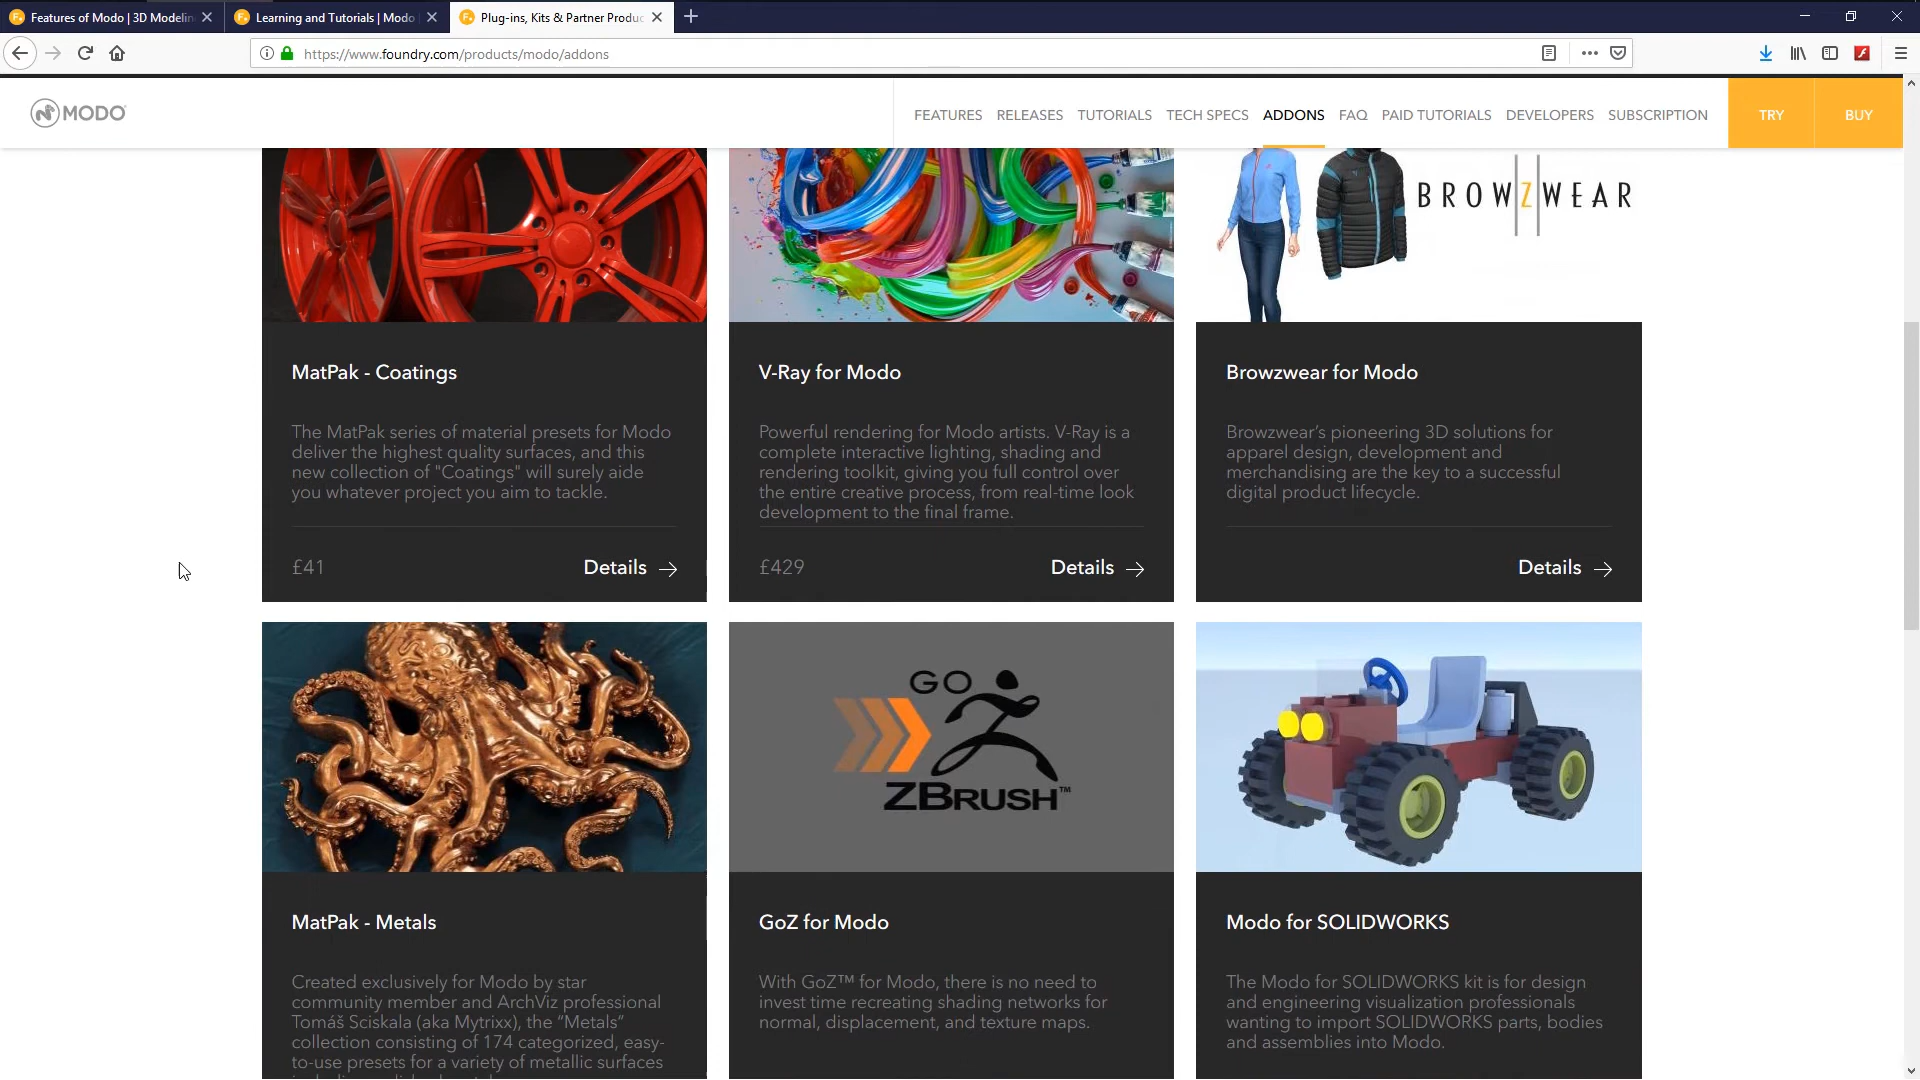 Features of Modo | 3D Modelin
Learning and Tutorials | Modo
Plug-ins, Kits & Partner Produc
https://www.foundry.com/products/modo/addons
MODO
FEATURES RELEASES TUTORIALS TECH SPECS ADDONS FAQ PAID TUTORIALS DEVELOPERS SUBSCRIPTION TRY BUY
BROWZWEAR
MatPak - Coatings
The MatPak series of material presets for Modo
deliver the highest quality surfaces, and this
new collection of "Coatings" will surely aide
you whatever project you aim to tackle.
£41
Details
V-Ray for Modo
Powerful rendering for Modo artists. V-Ray is a
complete interactive lighting, shading and
rendering toolkit, giving you full control over
the entire creative process, from real-time look
development to the final frame.
£429
Details
Browzwear for Modo
Browzwear’s pioneering 3D solutions for
apparel design, development and
merchandising are the key to a successful
digital product lifecycle.
Details
GO
ZBRUSH™
MatPak - Metals
Created exclusively for Modo by star
community member and ArchViz professional
Tomáš Sciskala (aka Mytrixx), the “Metals”
collection consisting of 174 categorized, easy-
to-use presets for a variety of metallic surfaces
GoZ for Modo
With GoZ™ for Modo, there is no need to
invest time recreating shading networks for
normal, displacement, and texture maps.
Modo for SOLIDWORKS
The Modo for SOLIDWORKS kit is for design
and engineering visualization professionals
wanting to import SOLIDWORKS parts, bodies
and assemblies into Modo.